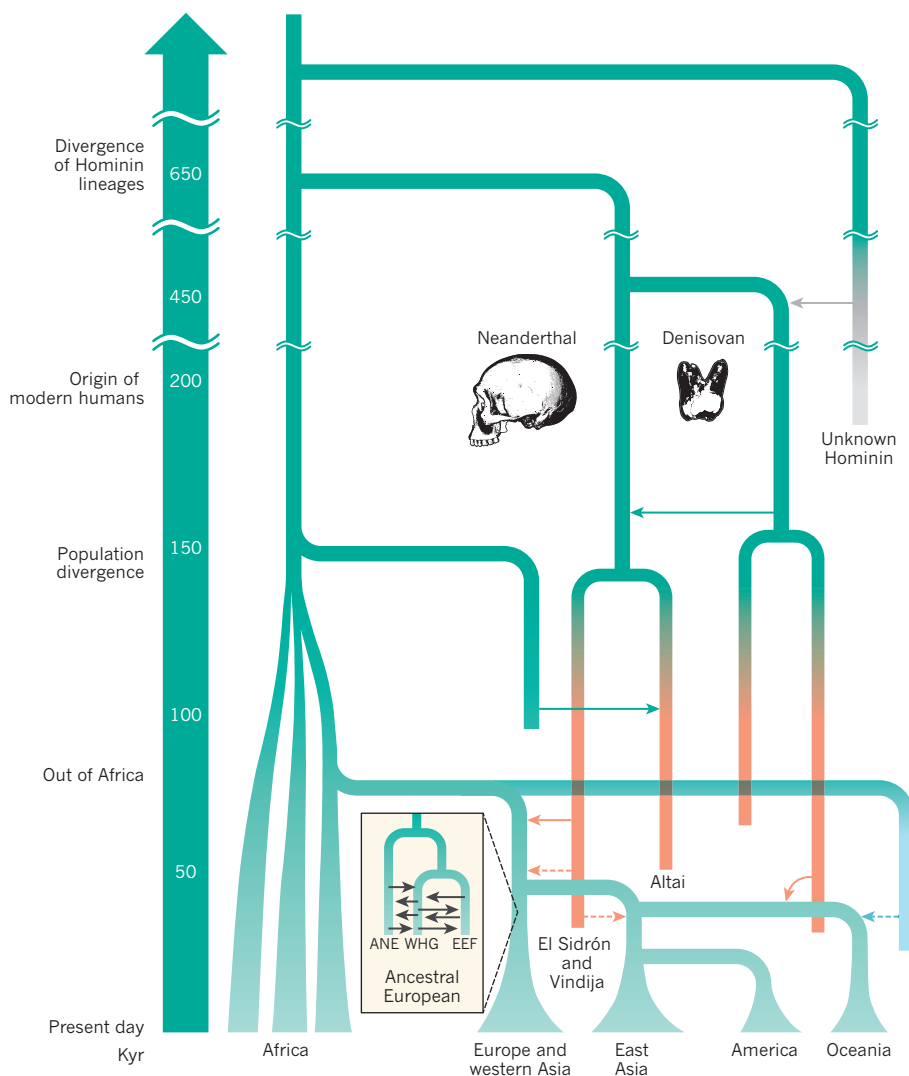 Divergence
of Hominin
lineages
650
450
Neanderthal
Denisovan
Origin of
modern humans
200
Unknown
Hominin
Population
divergence
150
100
Out of Africa
50
Altai
ANE WHG EEF
Ancestral
European
El Sidrón
and
Vindija
Present day
Kyr
Africa
Europe and
western Asia
East
Asia
America
Oceania